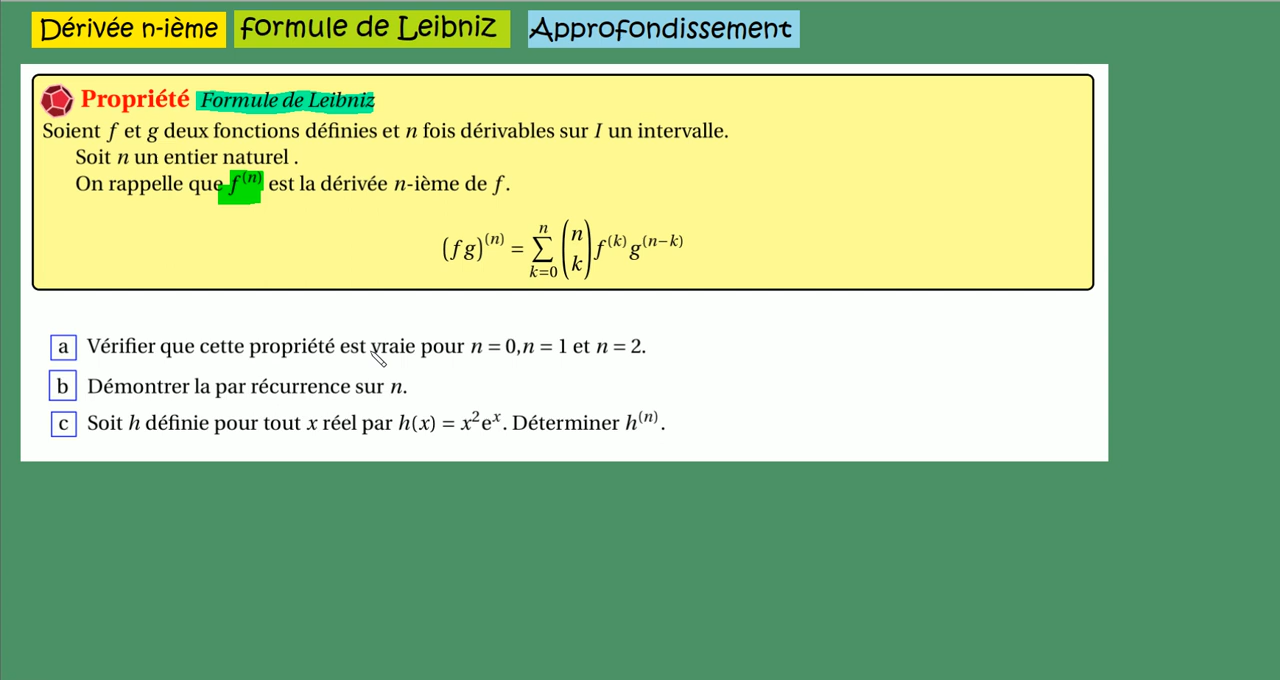 Dérivée n-ième formule de Leibniz Approfondissement
Propriété Formule de Leibniz
Soient f et g deux fonctions définies et n fois dérivables sur I un intervalle.
Soit n un entier naturel .
On rappelle que f^{(n)} est la dérivée n-ième de f.
(fg)^{(n)} = \sum_{k=0}^{n} \binom{n}{k} f^{(k)} g^{(n-k)}
a Vérifier que cette propriété est vraie pour n = 0,n = 1 et n = 2.
b Démontrer la par récurrence sur n.
c Soit h définie pour tout x réel par h(x) = x²eˣ. Déterminer h^{(n)}.